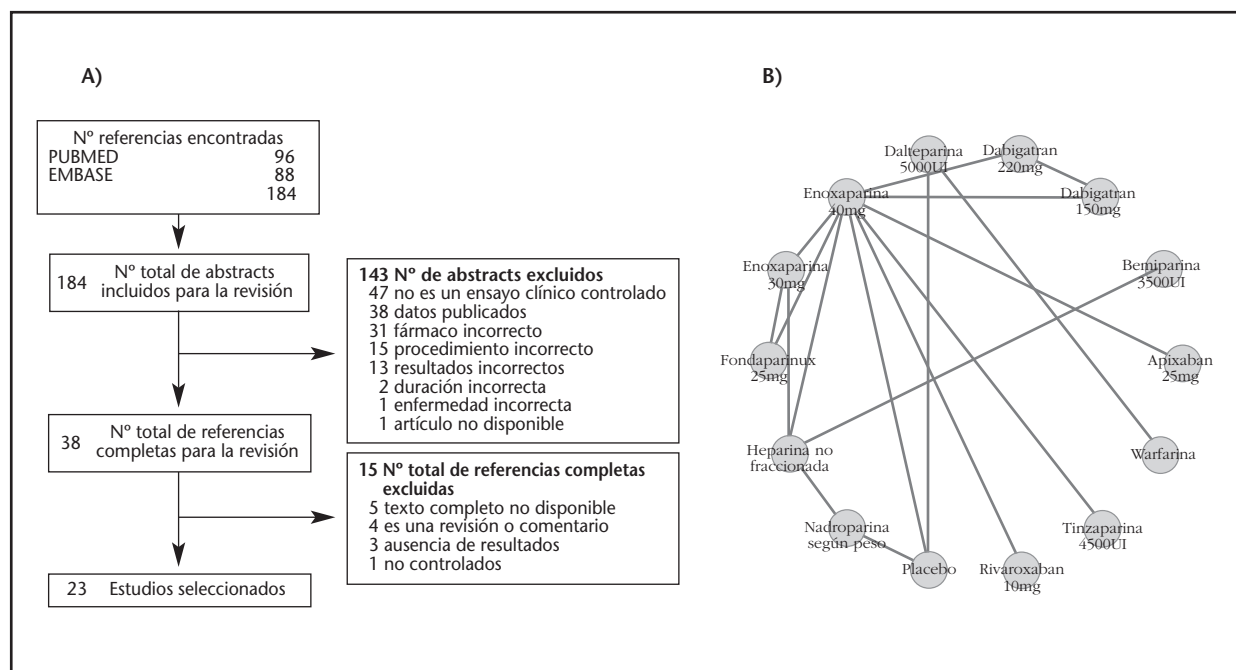 A)
Nº referencias encontradas
PUBMED 96
EMBASE 88
184
184 Nº total de abstracts
incluidos para la revisión
143 Nº de abstracts excluidos
47 no es un ensayo clínico controlado
38 datos publicados
31 fármaco incorrecto
15 procedimiento incorrecto
13 resultados incorrectos
2 duración incorrecta
1 enfermedad incorrecta
1 artículo no disponible
38 Nº total de referencias
completas para la revisión
15 Nº total de referencias completas
excluidas
5 texto completo no disponible
4 es una revisión o comentario
3 ausencia de resultados
1 no controlados
23 Estudios seleccionados
B)
Dalteparina
5000UI
Dabigatran
220mg
Enoxaparina
40mg
Dabigatran
150mg
Enoxaparina
30mg
Bemiparina
3500UI
Fondaparinux
25mg
Apixaban
25mg
Heparina no
fraccionada
Warfarina
Nadroparina
según peso
Tinzaparina
4500UI
Placebo
Rivaroxaban
10mg